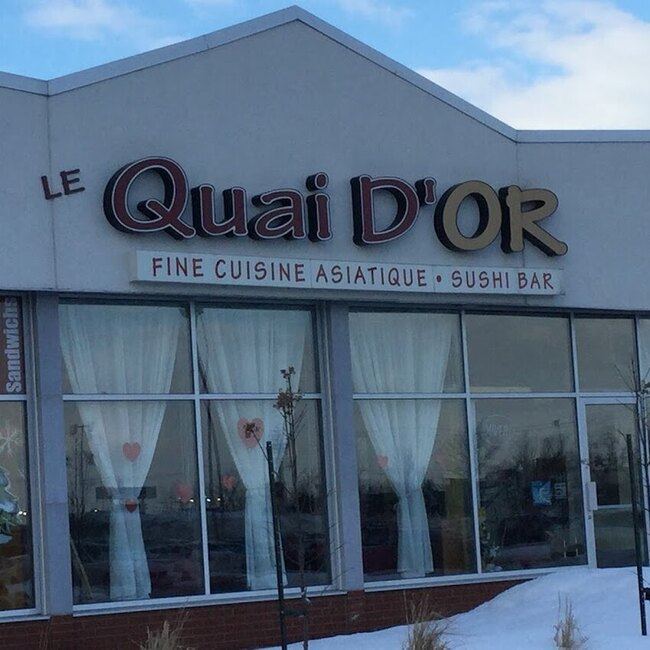 LE Quai D'OR
FINE CUISINE ASIATIQUE • SUSHI BAR
Sandwichs